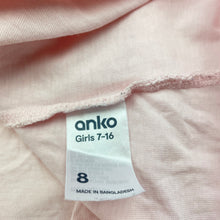 anko
Girls 7-16
8
MADE IN BANGLADESH